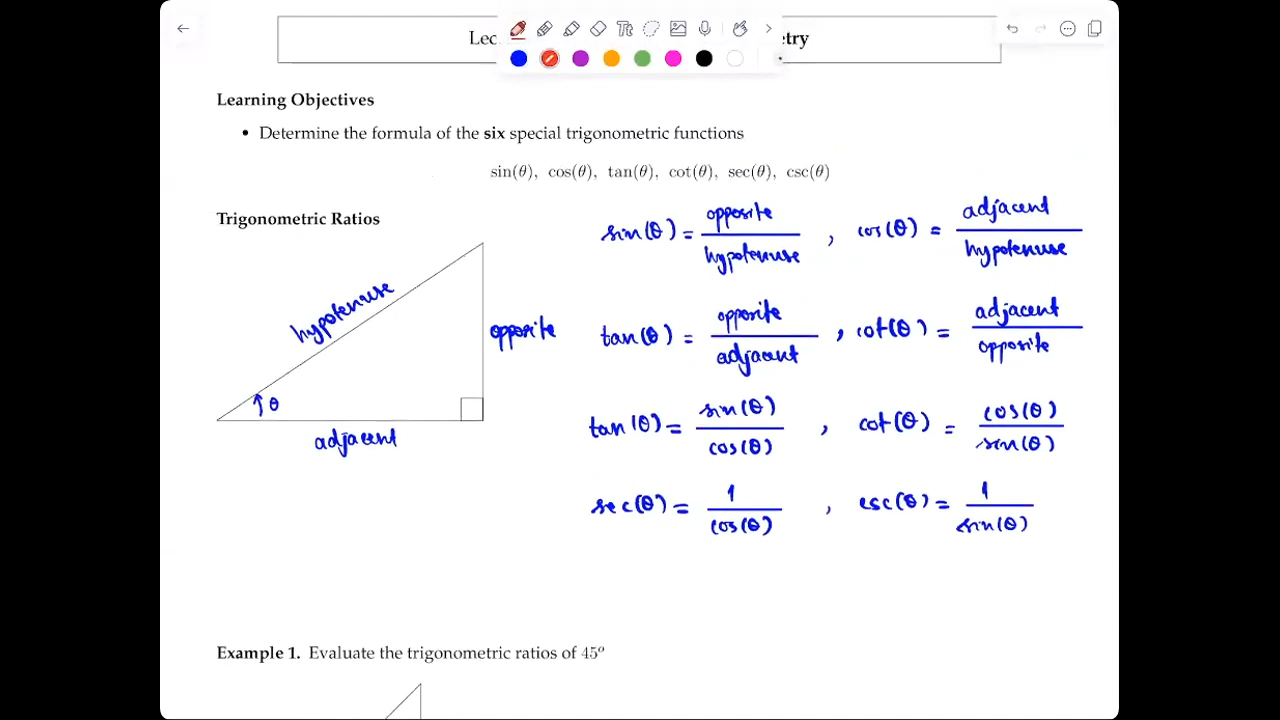 Lec
try
Learning Objectives
• Determine the formula of the six special trigonometric functions
sin(θ), cos(θ), tan(θ), cot(θ), sec(θ), csc(θ)
Trigonometric Ratios
hypotenuse
opposite
θ
adjacent
sin(θ) = opposite / hypotenuse , cos(θ) = adjacent / hypotenuse
tan(θ) = opposite / adjacent , cot(θ) = adjacent / opposite
tan(θ) = sin(θ) / cos(θ) , cot(θ) = cos(θ) / sin(θ)
sec(θ) = 1 / cos(θ) , csc(θ) = 1 / sin(θ)
Example 1. Evaluate the trigonometric ratios of 45°